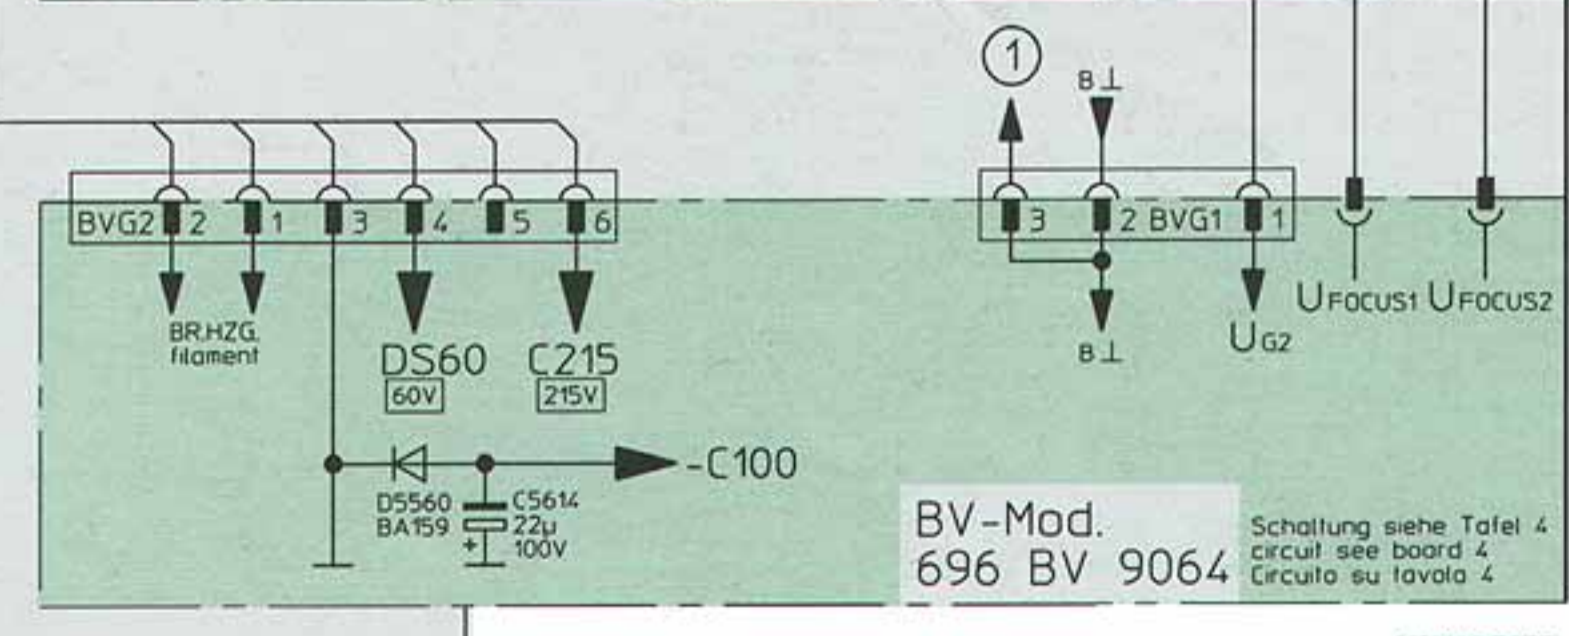 1
B⊥
BVG2 2 1 3 4 5 6
3 2 BVG1 1
BR.HZG.
filament
DS60
60V
C215
215V
B⊥
UG2
UFOCUS1
UFOCUS2
-C100
D5560
BA159
C5614
22µ
100V
+
BV-Mod.
696 BV 9064
Schaltung siehe Tafel 4
circuit see board 4
Circuito su tavola 4